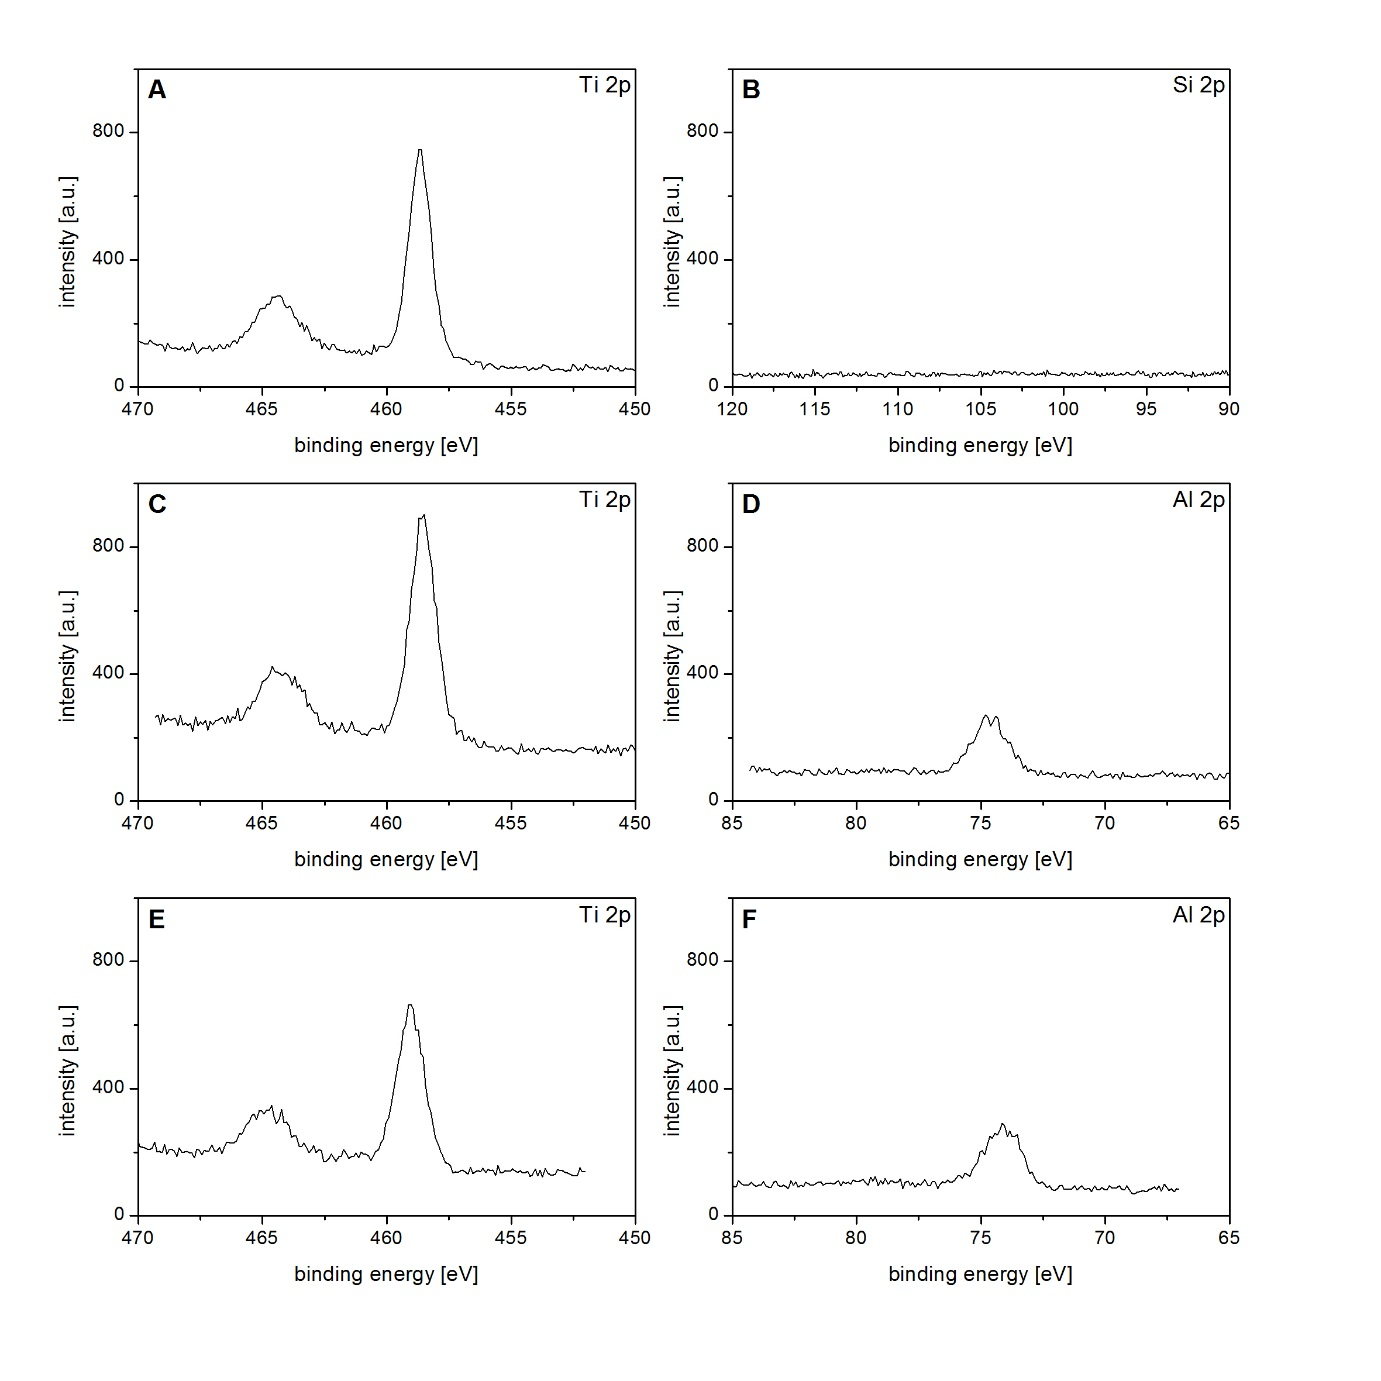 A Ti 2p
intensity [a.u.]
800
400
0
470 465 460 455 450
binding energy [eV]
B Si 2p
intensity [a.u.]
800
400
0
120 115 110 105 100 95 90
binding energy [eV]
C Ti 2p
intensity [a.u.]
800
400
0
470 465 460 455 450
binding energy [eV]
D Al 2p
intensity [a.u.]
800
400
0
85 80 75 70 65
binding energy [eV]
E Ti 2p
intensity [a.u.]
800
400
0
470 465 460 455 450
binding energy [eV]
F Al 2p
intensity [a.u.]
800
400
0
85 80 75 70 65
binding energy [eV]